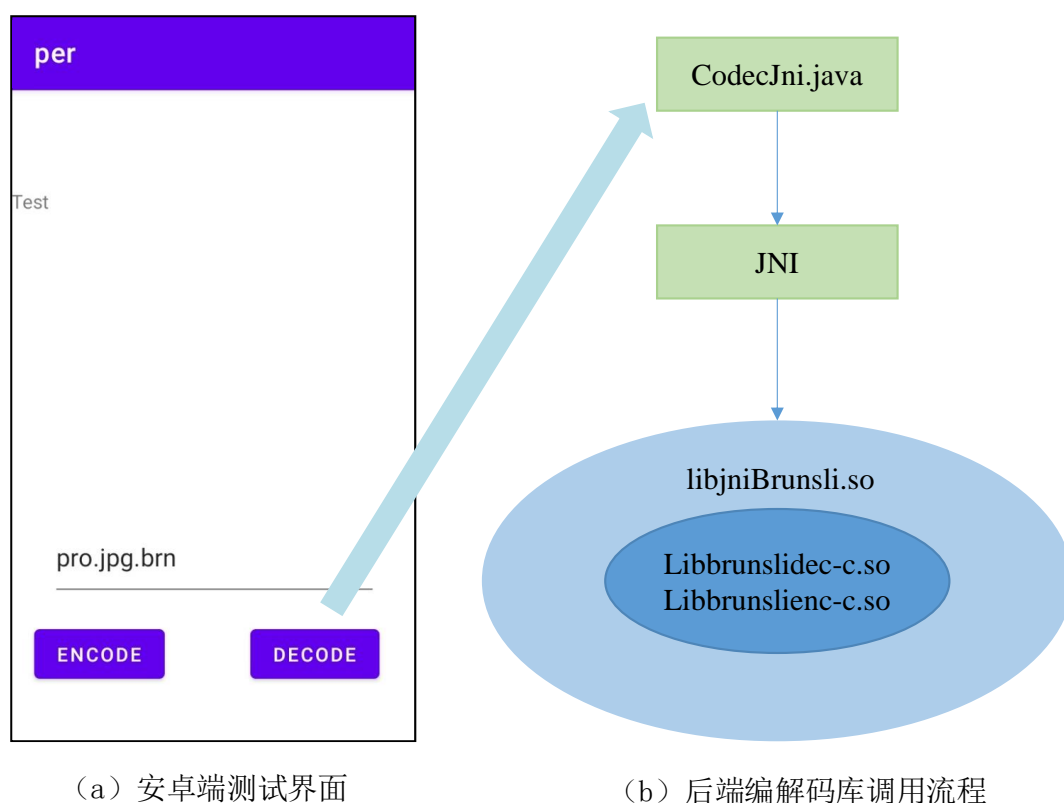 per
Test
pro.jpg.brn
ENCODE
DECODE
CodecJni.java
JNI
libjniBrunsli.so
Libbrunslidec-c.so
Libbrunslienc-c.so
（a）安卓端测试界面
（b）后端编解码库调用流程